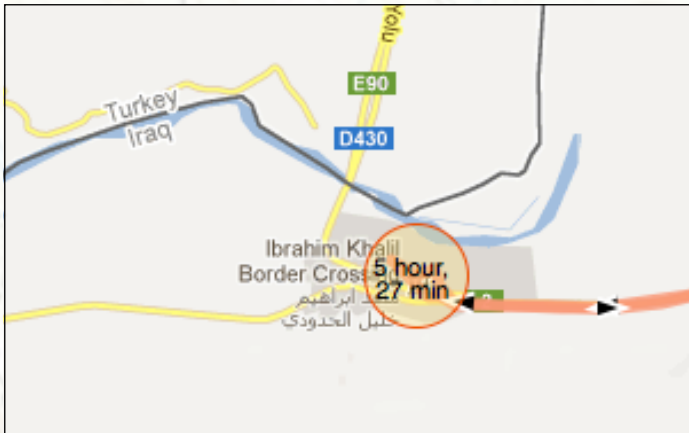 Yolu
E90
Turkey
Iraq
D430
Ibrahim Khalil
Border Cross
5 hour,
27 min
ابراهيم
خليل الحدودي